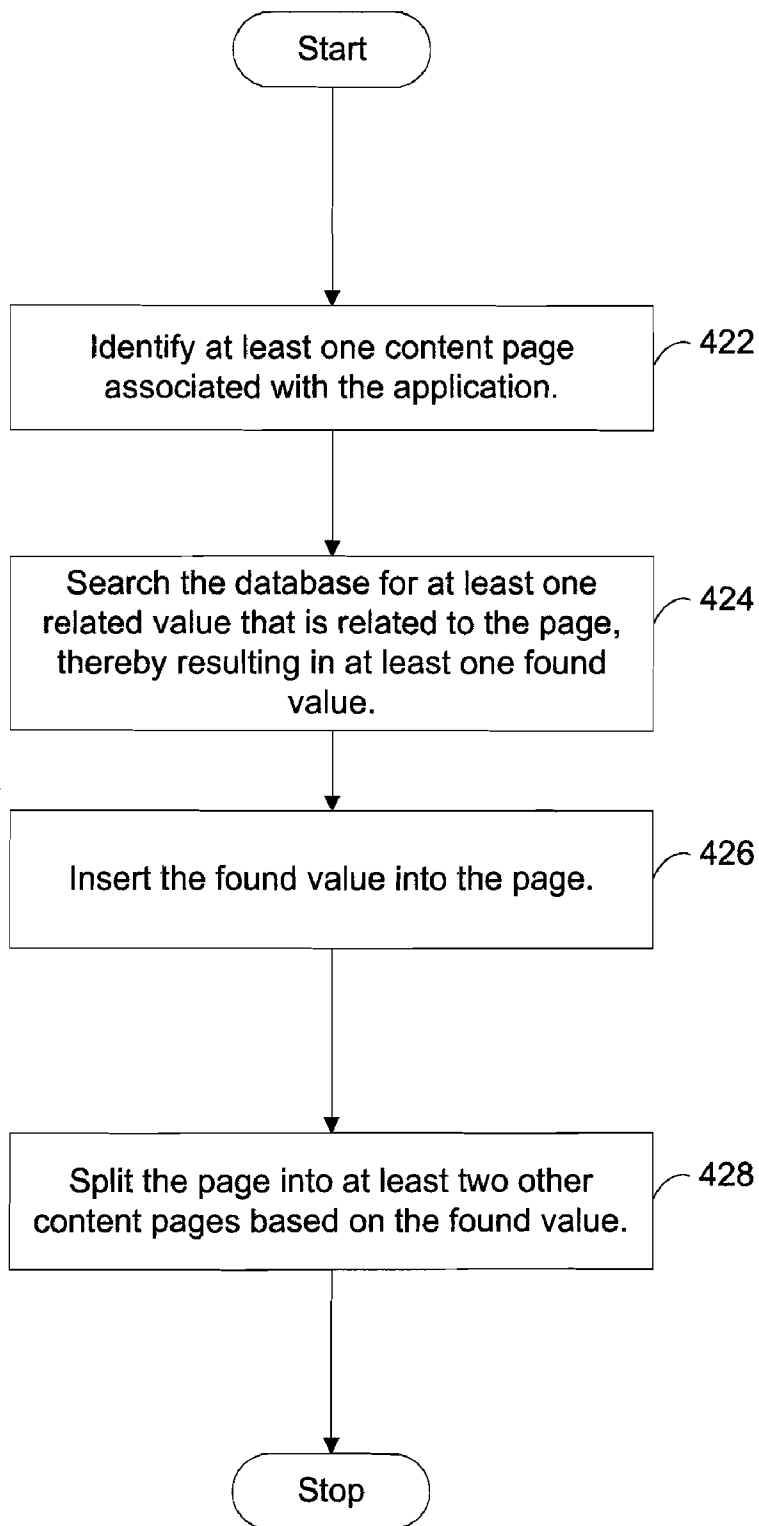 Start
Identify at least one content page
associated with the application.
422
Search the database for at least one
related value that is related to the page,
thereby resulting in at least one found
value.
424
Insert the found value into the page.
426
Split the page into at least two other
content pages based on the found value.
428
Stop